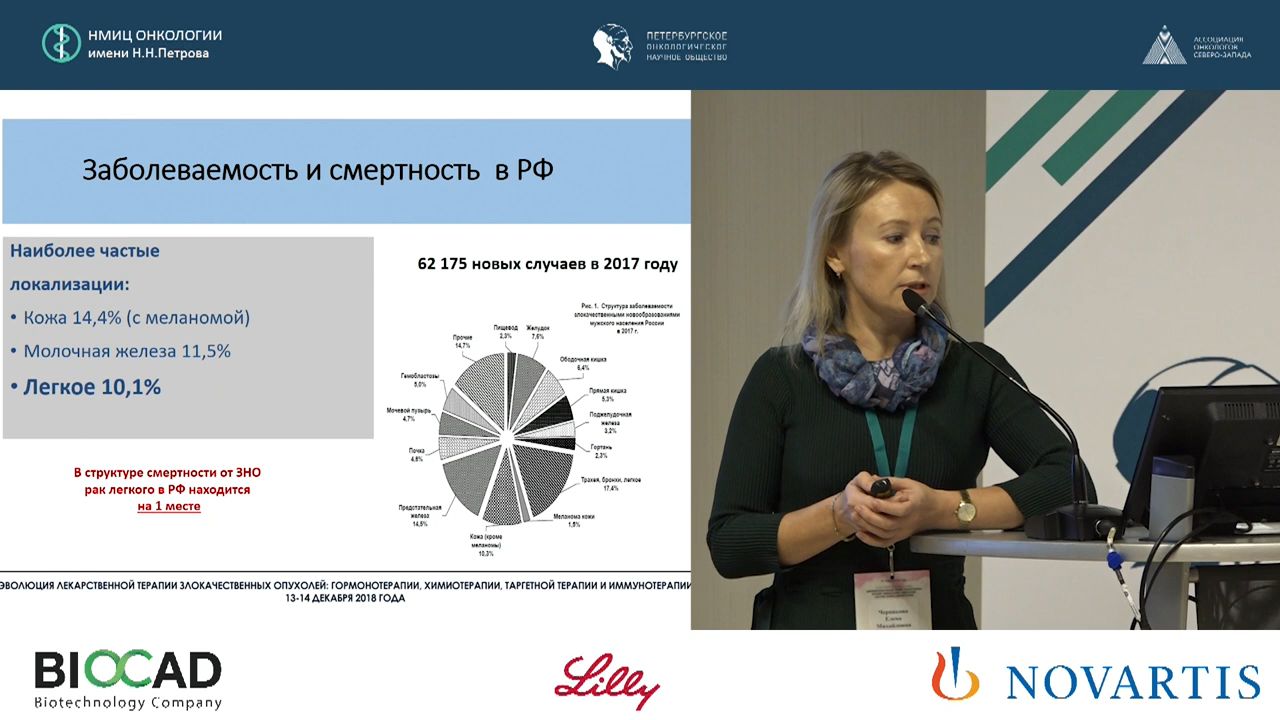 НМИЦ ОНКОЛОГИИ
имени Н.Н.Петрова
ПЕТЕРБУРГСКОЕ
ОНКОЛОГИЧЕСКОЕ
НАУЧНОЕ ОБЩЕСТВО
АССОЦИАЦИЯ
ОНКОЛОГОВ
СЕВЕРО-ЗАПАДА
Заболеваемость и смертность в РФ
Наиболее частые
локализации:
• Кожа 14,4% (с меланомой)
• Молочная железа 11,5%
• Легкое 10,1%
В структуре смертности от ЗНО
рак легкого в РФ находится
на 1 месте
62 175 новых случаев в 2017 году
Рис. 1. Структура заболеваемости
злокачественными новообразованиями
мужского населения России
в 2017 г.
Пищевод
2,3%
Желудок
7,6%
Ободочная кишка
6,4%
Прямая кишка
5,3%
Поджелудочная
железа
3,2%
Гортань
2,3%
Трахея, бронхи, легкое
17,4%
Меланома кожи
1,5%
Кожа (кроме
меланомы)
10,3%
Предстательная
железа
14,5%
Почка
4,8%
Мочевой пузырь
4,7%
Гемобластозы
5,0%
Прочие
14,7%
ЭВОЛЮЦИЯ ЛЕКАРСТВЕННОЙ ТЕРАПИИ ЗЛОКАЧЕСТВЕННЫХ ОПУХОЛЕЙ: ГОРМОНОТЕРАПИИ, ХИМИОТЕРАПИИ, ТАРГЕТНОЙ ТЕРАПИИ И ИММУНОТЕРАПИИ
13-14 ДЕКАБРЯ 2018 ГОДА
Елена
Михайловна
BIOCAD
Biotechnology Company
Lilly
NOVARTIS